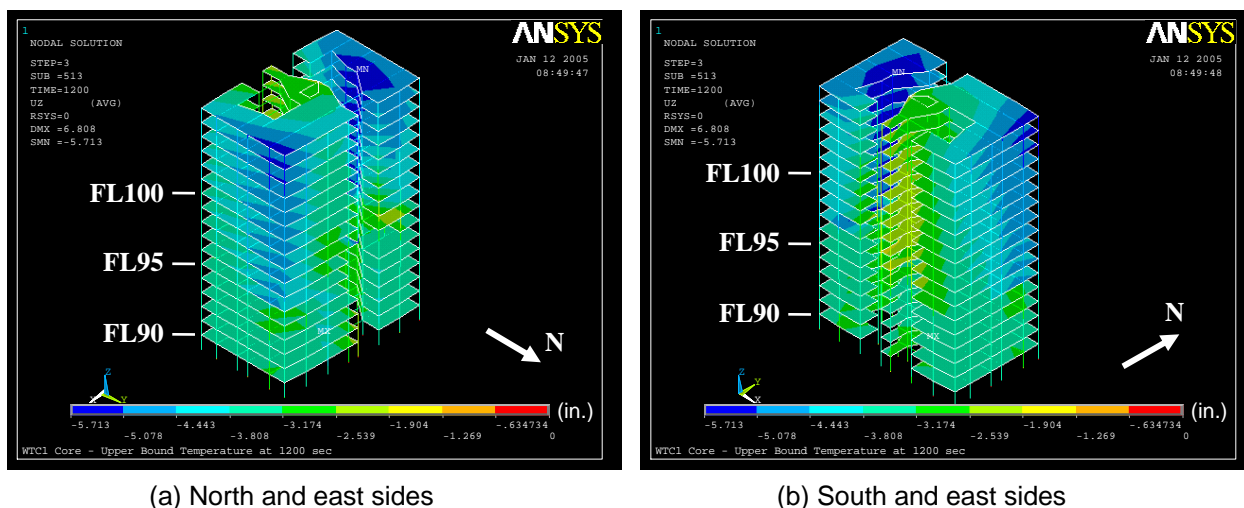 1
ANSYS
NODAL SOLUTION
JAN 12 2005
08:49:47
STEP=3
SUB =513
TIME=1200
UZ (AVG)
RSYS=0
DMX =6.808
SMN =-5.713
MN
FL100
FL95
FL90
MX
N
Z
X Y
(in.)
-5.713 -4.443 -3.174 -1.904 -.634734
-5.078 -3.808 -2.539 -1.269 0
WTC1 Core - Upper Bound Temperature at 1200 sec
(a) North and east sides
1
ANSYS
NODAL SOLUTION
JAN 12 2005
08:49:48
STEP=3
SUB =513
TIME=1200
UZ (AVG)
RSYS=0
DMX =6.808
SMN =-5.713
MN
FL100
FL95
FL90
MX
N
Z
Y
X
(in.)
-5.713 -4.443 -3.174 -1.904 -.634734
-5.078 -3.808 -2.539 -1.269 0
WTC1 Core - Upper Bound Temperature at 1200 sec
(b) South and east sides